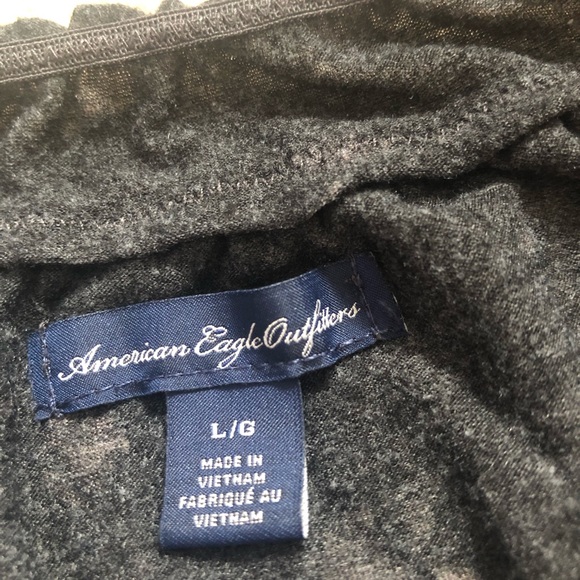 American Eagle Outfitters
L/G
MADE IN
VIETNAM
FABRIQUÉ AU
VIETNAM